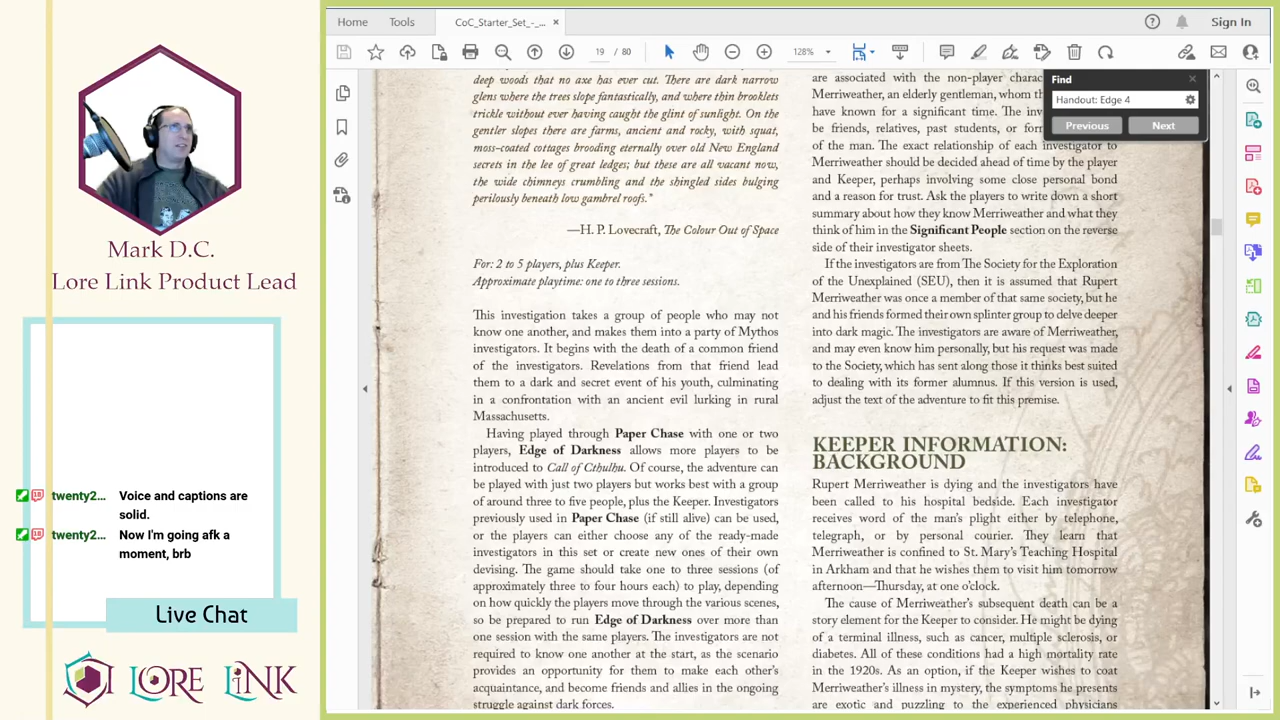 Mark D.C.
Lore Link Product Lead
twenty2... Voice and captions are
solid.
twenty2... Now I'm going afk a
moment, brb
Live Chat
LORE LINK
Home Tools CoC_Starter_Set_-_... × Sign In
19 / 80 128%
Find
Handout: Edge 4
Previous Next
deep woods that no axe has ever cut. There are dark narrow
glens where the trees slope fantastically, and where thin brooklets
trickle without ever having caught the glint of sunlight. On the
gentler slopes there are farms, ancient and rocky, with squat,
moss-coated cottages brooding eternally over old New England
secrets in the lee of great ledges; but these are all vacant now,
the wide chimneys crumbling and the shingled sides bulging
perilously beneath low gambrel roofs."
—H. P. Lovecraft, The Colour Out of Space
For: 2 to 5 players, plus Keeper.
Approximate playtime: one to three sessions.
This investigation takes a group of people who may not
know one another, and makes them into a party of Mythos
investigators. It begins with the death of a common friend
of the investigators. Revelations from that friend lead
them to a dark and secret event of his youth, culminating
in a confrontation with an ancient evil lurking in rural
Massachusetts.
Having played through Paper Chase with one or two
players, Edge of Darkness allows more players to be
introduced to Call of Cthulhu. Of course, the adventure can
be played with just two players but works best with a group
of around three to five people, plus the Keeper. Investigators
previously used in Paper Chase (if still alive) can be used,
or the players can either choose any of the ready-made
investigators in this set or create new ones of their own
devising. The game should take one to three sessions (of
approximately three to four hours each) to play, depending
on how quickly the players move through the various scenes,
so be prepared to run Edge of Darkness over more than
one session with the same players. The investigators are not
required to know one another at the start, as the scenario
provides an opportunity for them to make each other's
acquaintance, and become friends and allies in the ongoing
struggle against dark forces.
are associated with the non-player
Merriweather, an elderly gentleman, whom
have known for a significant time. The
be friends, relatives, past students, or
of the man. The exact relationship of each investigator to
Merriweather should be decided ahead of time by the player
and Keeper, perhaps involving some close personal bond
and a reason for trust. Ask the players to write down a short
summary about how they know Merriweather and what they
think of him in the Significant People section on the reverse
side of their investigator sheets.
If the investigators are from The Society for the Exploration
of the Unexplained (SEU), then it is assumed that Rupert
Merriweather was once a member of that same society, but he
and his friends formed their own splinter group to delve deeper
into dark magic. The investigators are aware of Merriweather,
and may even know him personally, but his request was made
to the Society, which has sent along those it thinks best suited
to dealing with its former alumnus. If this version is used,
adjust the text of the adventure to fit this premise.
KEEPER INFORMATION:
BACKGROUND
Rupert Merriweather is dying and the investigators have
been called to his hospital bedside. Each investigator
receives word of the man's plight either by telephone,
telegraph, or by personal courier. They learn that
Merriweather is confined to St. Mary's Teaching Hospital
in Arkham and that he wishes them to visit him tomorrow
afternoon—Thursday, at one o'clock.
The cause of Merriweather's subsequent death can be a
story element for the Keeper to consider. He might be dying
of a terminal illness, such as cancer, multiple sclerosis, or
diabetes. All of these conditions had a high mortality rate
in the 1920s. As an option, if the Keeper wishes to coat
Merriweather's illness in mystery, the symptoms he presents
are exotic and puzzling to the experienced physicians